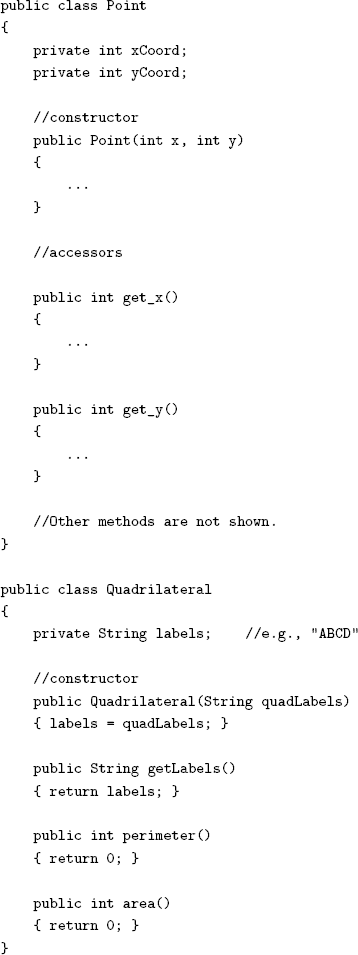 public class Point
{
    private int xCoord;
    private int yCoord;

    //constructor
    public Point(int x, int y)
    {
        ...
    }

    //accessors

    public int get_x()
    {
        ...
    }

    public int get_y()
    {
        ...
    }

    //Other methods are not shown.
}

public class Quadrilateral
{
    private String labels;    //e.g., "ABCD"

    //constructor
    public Quadrilateral(String quadLabels)
    { labels = quadLabels; }

    public String getLabels()
    { return labels; }

    public int perimeter()
    { return 0; }

    public int area()
    { return 0; }
}